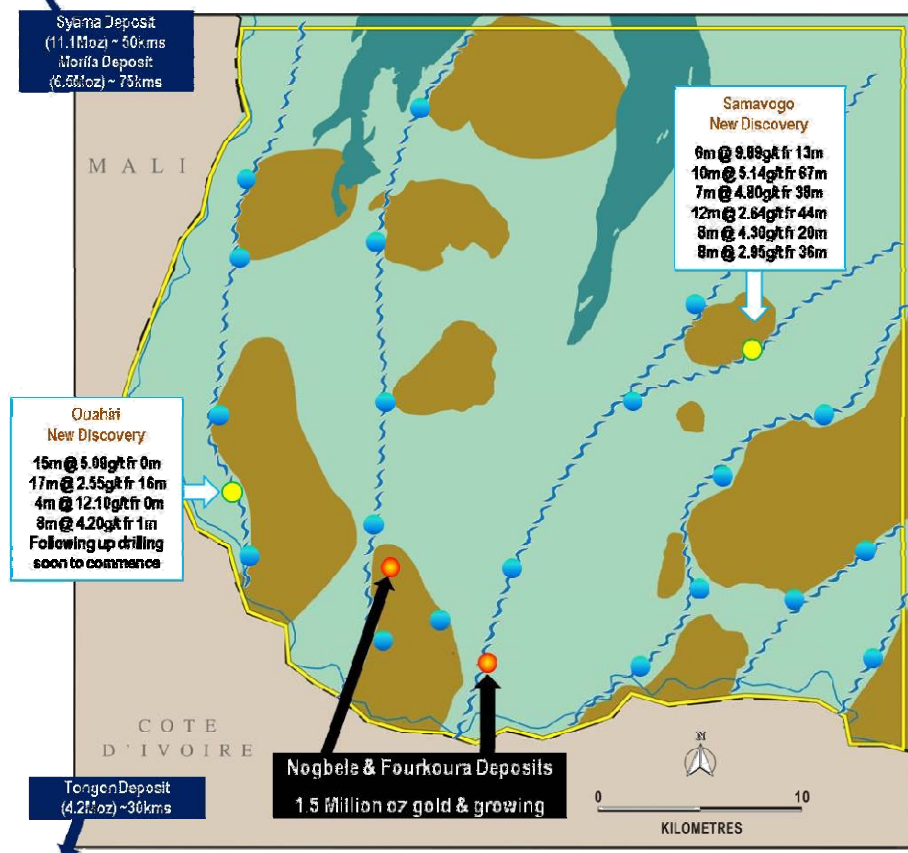 Syama Deposit
(11.1Moz) ~ 50kms
Morila Deposit
(6.5Moz) ~ 75kms
MALI
Samavogo
New Discovery
6m @ 9.89g/t fr 13m
10m @ 5.14g/t fr 67m
7m @ 4.80g/t fr 38m
12m @ 2.64g/t fr 44m
8m @ 4.36g/t fr 20m
8m @ 2.95g/t fr 36m
Ouahiri
New Discovery
15m @ 5.09g/t fr 0m
17m @ 2.55g/t fr 16m
4m @ 12.10g/t fr 0m
8m @ 4.20g/t fr 1m
Following up drilling
soon to commence
COTE
D'IVOIRE
Nogbele & Fourkoura Deposits
1.5 Million oz gold & growing
Tongon Deposit
(4.2Moz) ~30kms
N
0 10
KILOMETRES